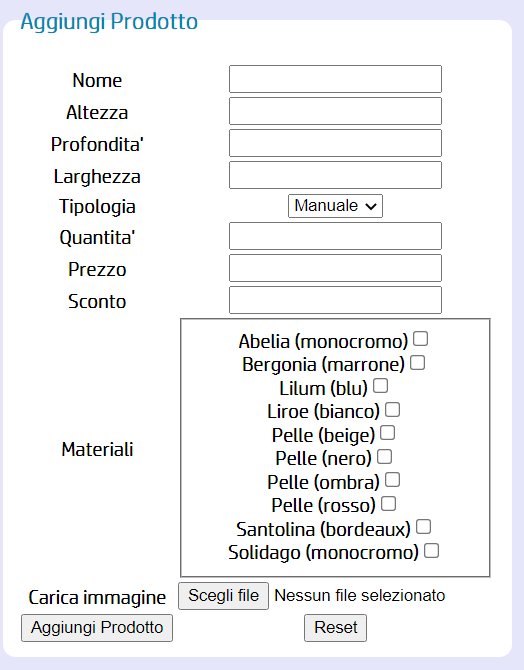 Aggiungi Prodotto
Nome
Altezza
Profondita'
Larghezza
Tipologia Manuale
Quantita'
Prezzo
Sconto
Materiali
Abelia (monocromo)
Bergonia (marrone)
Lilum (blu)
Liroe (bianco)
Pelle (beige)
Pelle (nero)
Pelle (ombra)
Pelle (rosso)
Santolina (bordeaux)
Solidago (monocromo)
Carica immagine Scegli file Nessun file selezionato
Aggiungi Prodotto Reset